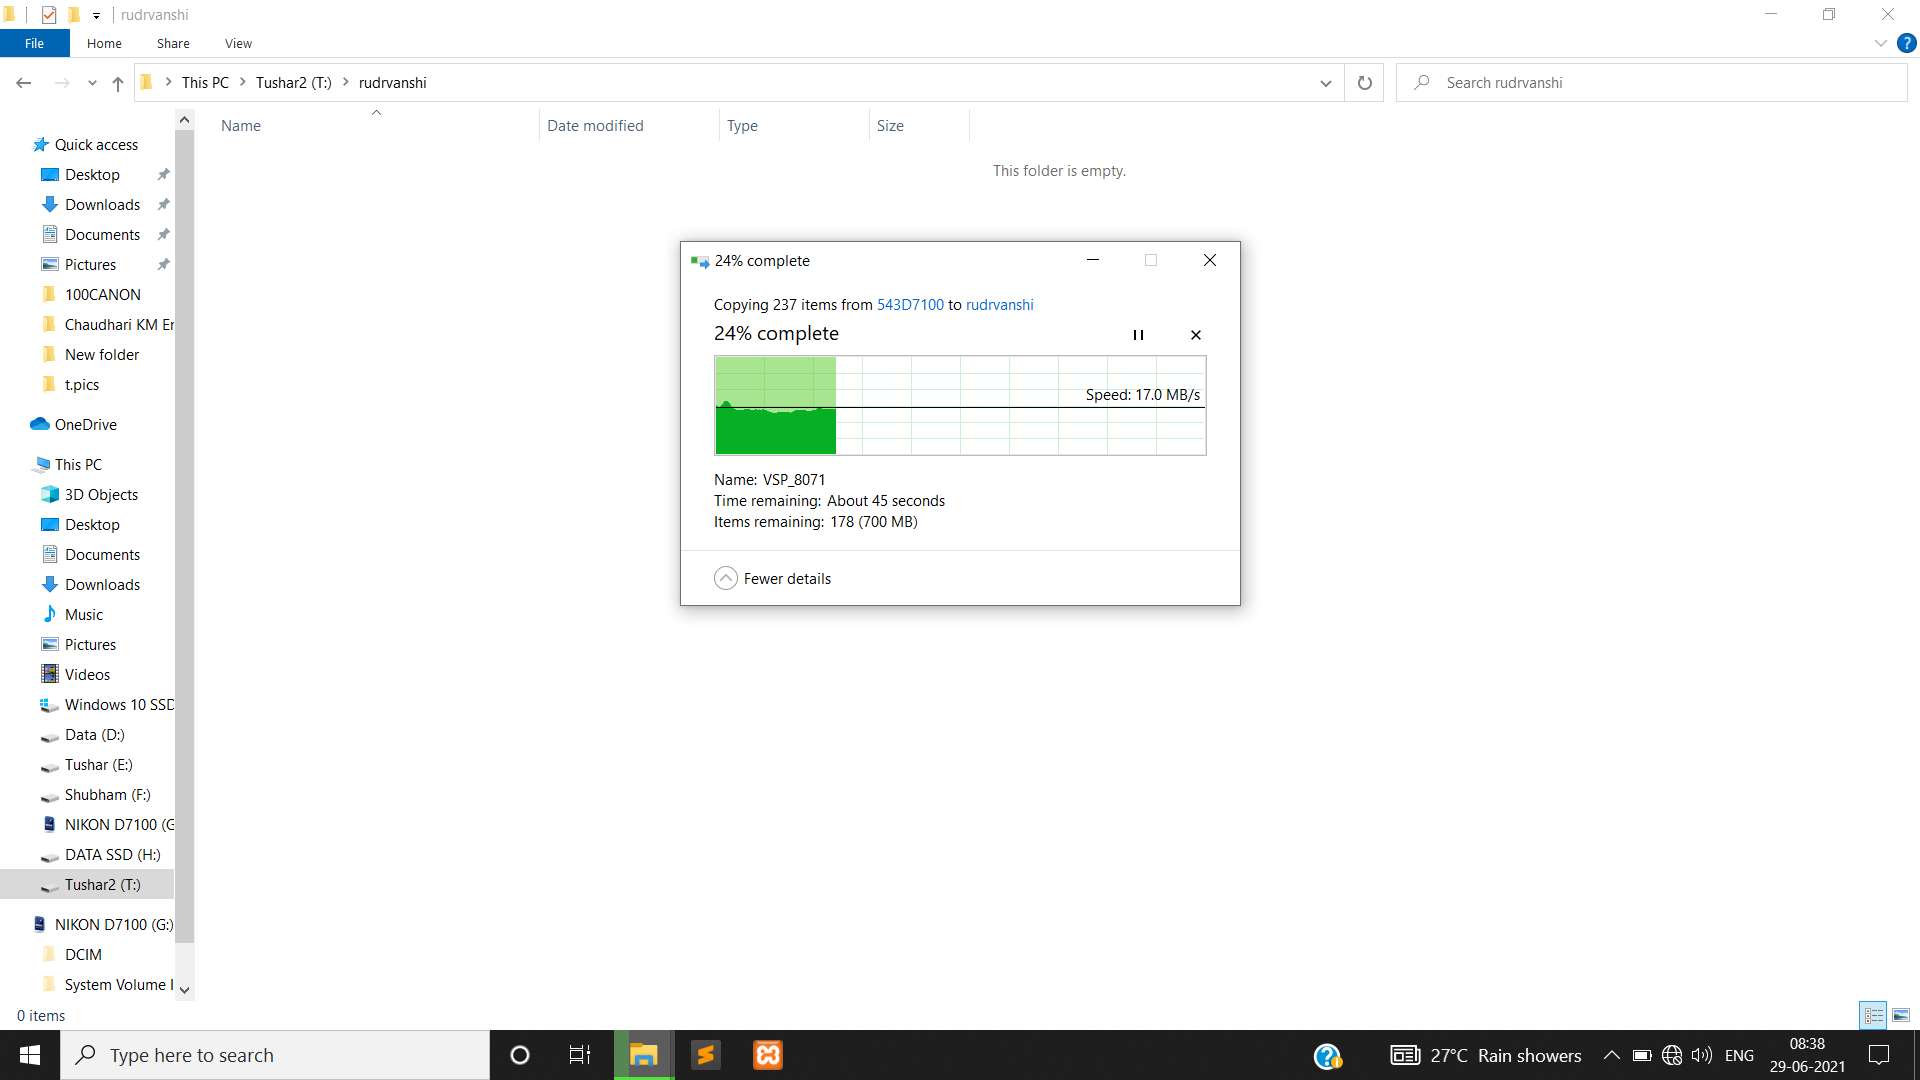 rudrvanshi
File Home Share View
?
This PC Tushar2 (T:) rudrvanshi
Search rudrvanshi
Name Date modified Type Size
This folder is empty.
Quick access
Desktop
Downloads
Documents
Pictures
100CANON
Chaudhari KM Er
New folder
t.pics
OneDrive
This PC
3D Objects
Desktop
Documents
Downloads
Music
Pictures
Videos
Windows 10 SSD
Data (D:)
Tushar (E:)
Shubham (F:)
NIKON D7100 (G
DATA SSD (H:)
Tushar2 (T:)
NIKON D7100 (G:)
DCIM
System Volume I
24% complete
Copying 237 items from 543D7100 to rudrvanshi
24% complete
Speed: 17.0 MB/s
Name: VSP_8071
Time remaining: About 45 seconds
Items remaining: 178 (700 MB)
Fewer details
0 items
Type here to search
27°C Rain showers
ENG
08:38
29-06-2021